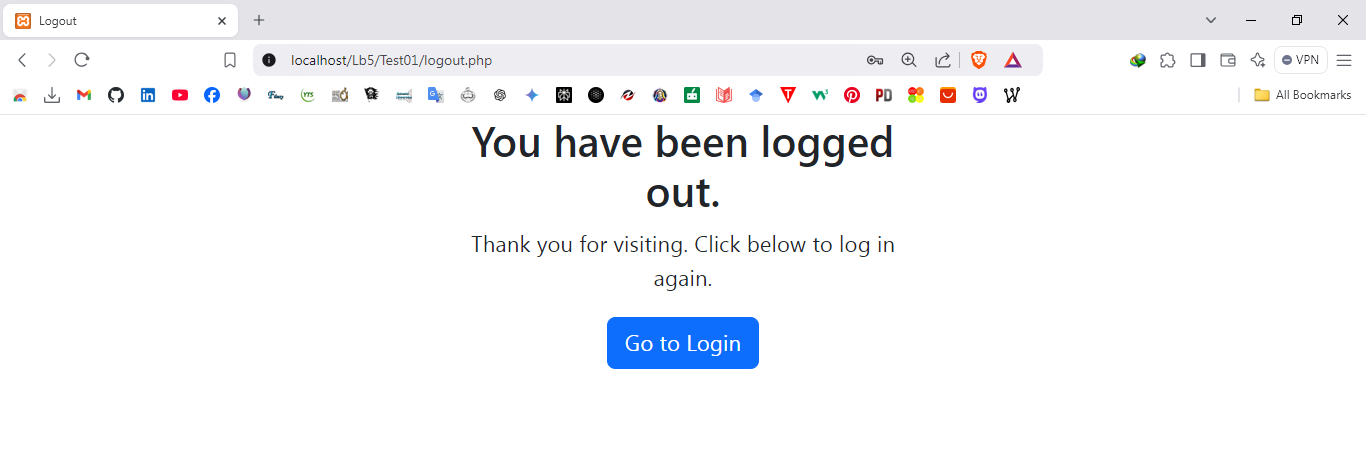 Logout
localhost/Lb5/Test01/logout.php
VPN
All Bookmarks
You have been logged
out.
Thank you for visiting. Click below to log in
again.
Go to Login